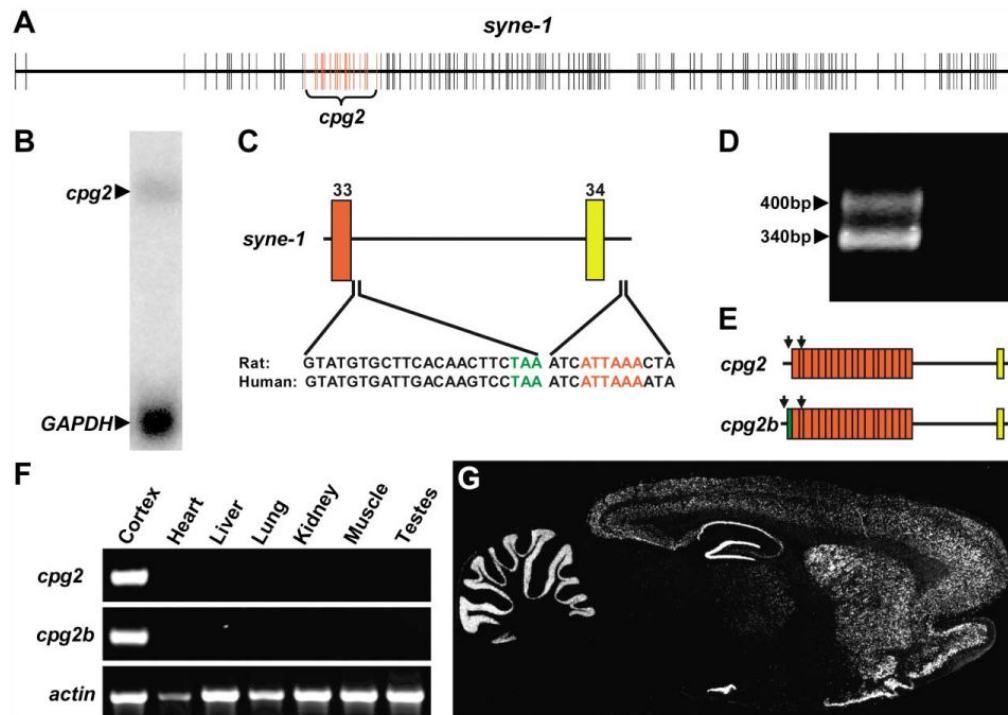 A
syne-1
cpg2
B
cpg2
GAPDH
C
33
34
syne-1
Rat: GTATGTGCTTCACAACTTCTAA ATCATTAAACTA
Human: GTATGTGATTGACAAGTCCTAA ATCATTAAAATA
D
400bp
340bp
E
cpg2
cpg2b
F
Cortex
Heart
Liver
Lung
Kidney
Muscle
Testes
cpg2
cpg2b
actin
G